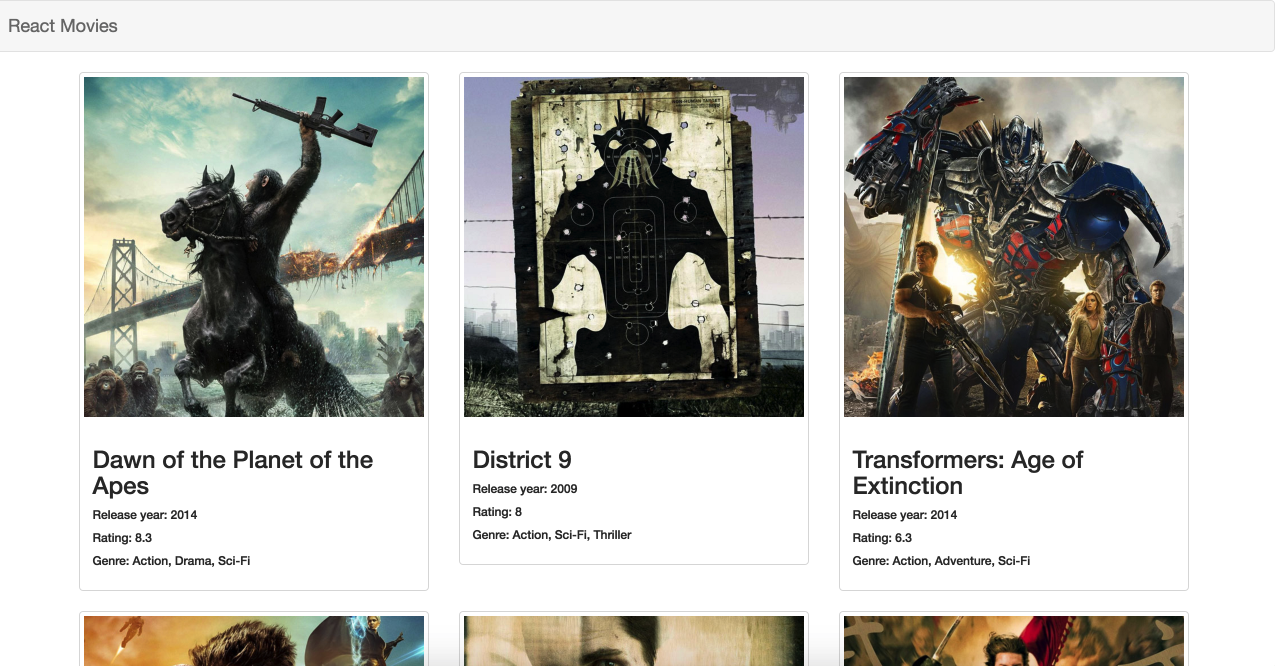 React Movies
Dawn of the Planet of the
Apes
Release year: 2014
Rating: 8.3
Genre: Action, Drama, Sci-Fi
District 9
Release year: 2009
Rating: 8
Genre: Action, Sci-Fi, Thriller
Transformers: Age of
Extinction
Release year: 2014
Rating: 6.3
Genre: Action, Adventure, Sci-Fi